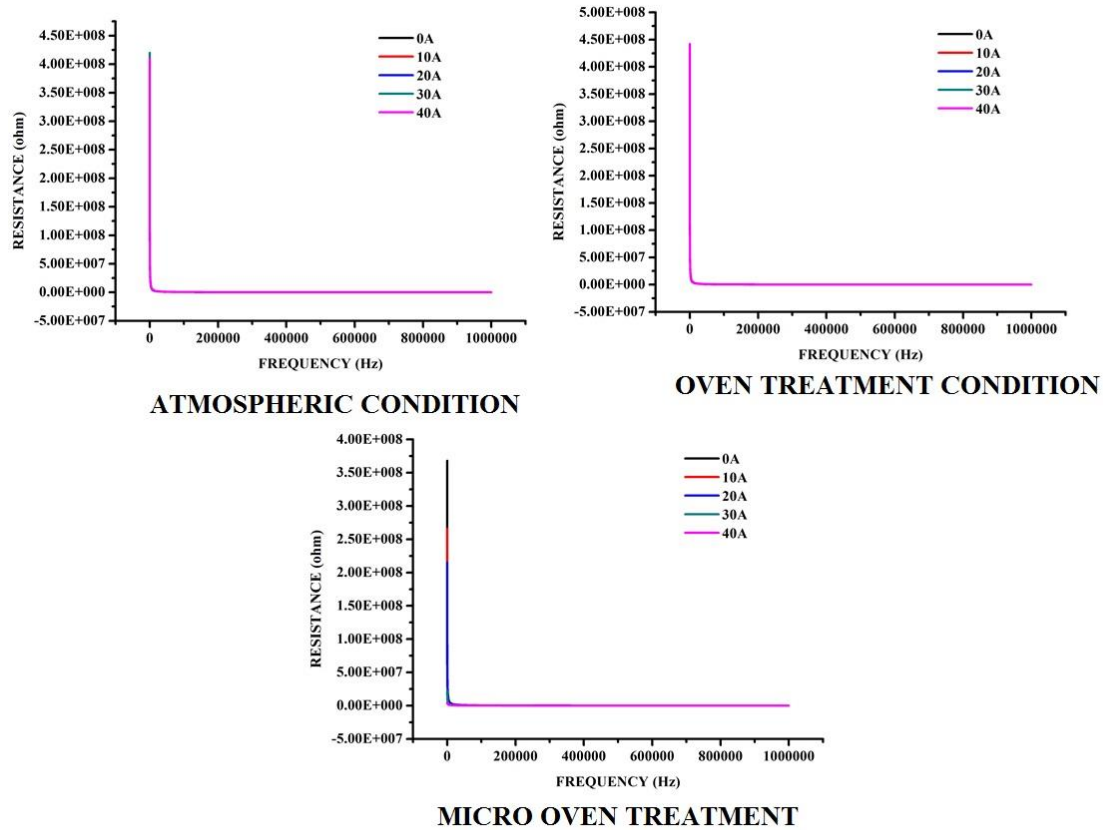 RESISTANCE (ohm)
4.50E+008
4.00E+008
3.50E+008
3.00E+008
2.50E+008
2.00E+008
1.50E+008
1.00E+008
5.00E+007
0.00E+000
-5.00E+007
0A
10A
20A
30A
40A
0 200000 400000 600000 800000 1000000
FREQUENCY (Hz)
ATMOSPHERIC CONDITION
RESISTANCE (ohm)
5.00E+008
4.50E+008
4.00E+008
3.50E+008
3.00E+008
2.50E+008
2.00E+008
1.50E+008
1.00E+008
5.00E+007
0.00E+000
-5.00E+007
0A
10A
20A
30A
40A
0 200000 400000 600000 800000 1000000
FREQUENCY (Hz)
OVEN TREATMENT CONDITION
RESISTANCE (ohm)
4.00E+008
3.50E+008
3.00E+008
2.50E+008
2.00E+008
1.50E+008
1.00E+008
5.00E+007
0.00E+000
-5.00E+007
0A
10A
20A
30A
40A
0 200000 400000 600000 800000 1000000
FREQUENCY (Hz)
MICRO OVEN TREATMENT